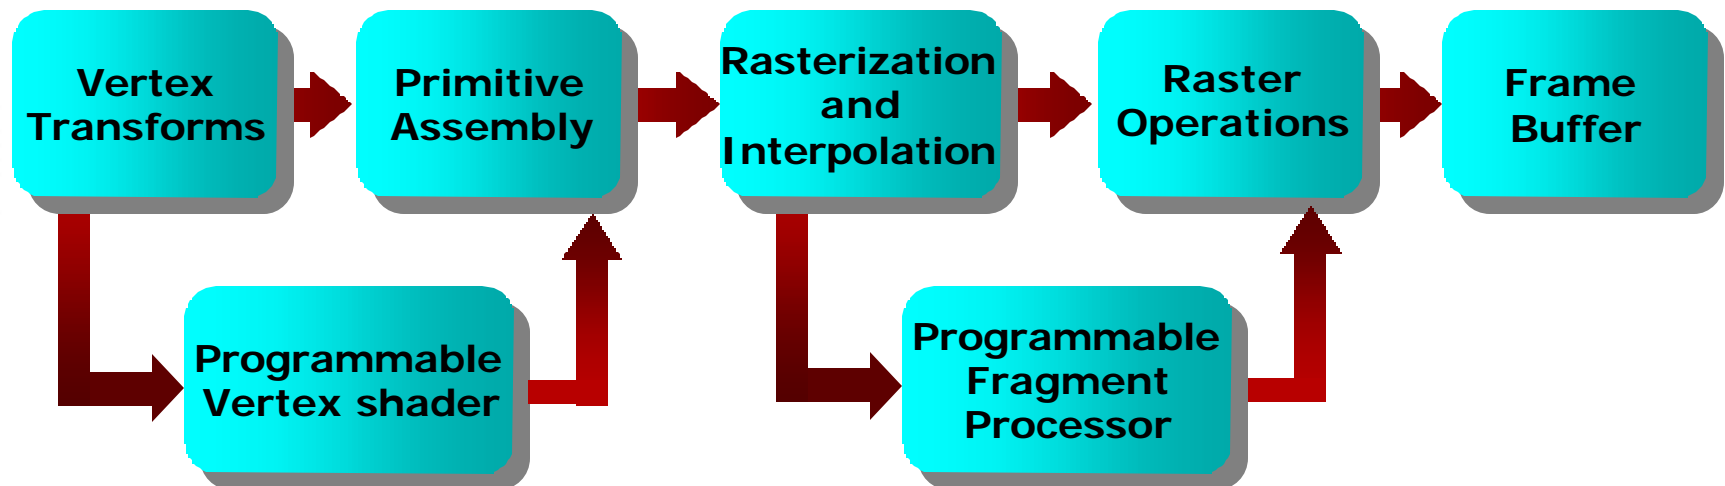 Vertex
Transforms
Primitive
Assembly
Rasterization
and
Interpolation
Raster
Operations
Frame
Buffer
Programmable
Vertex shader
Programmable
Fragment
Processor